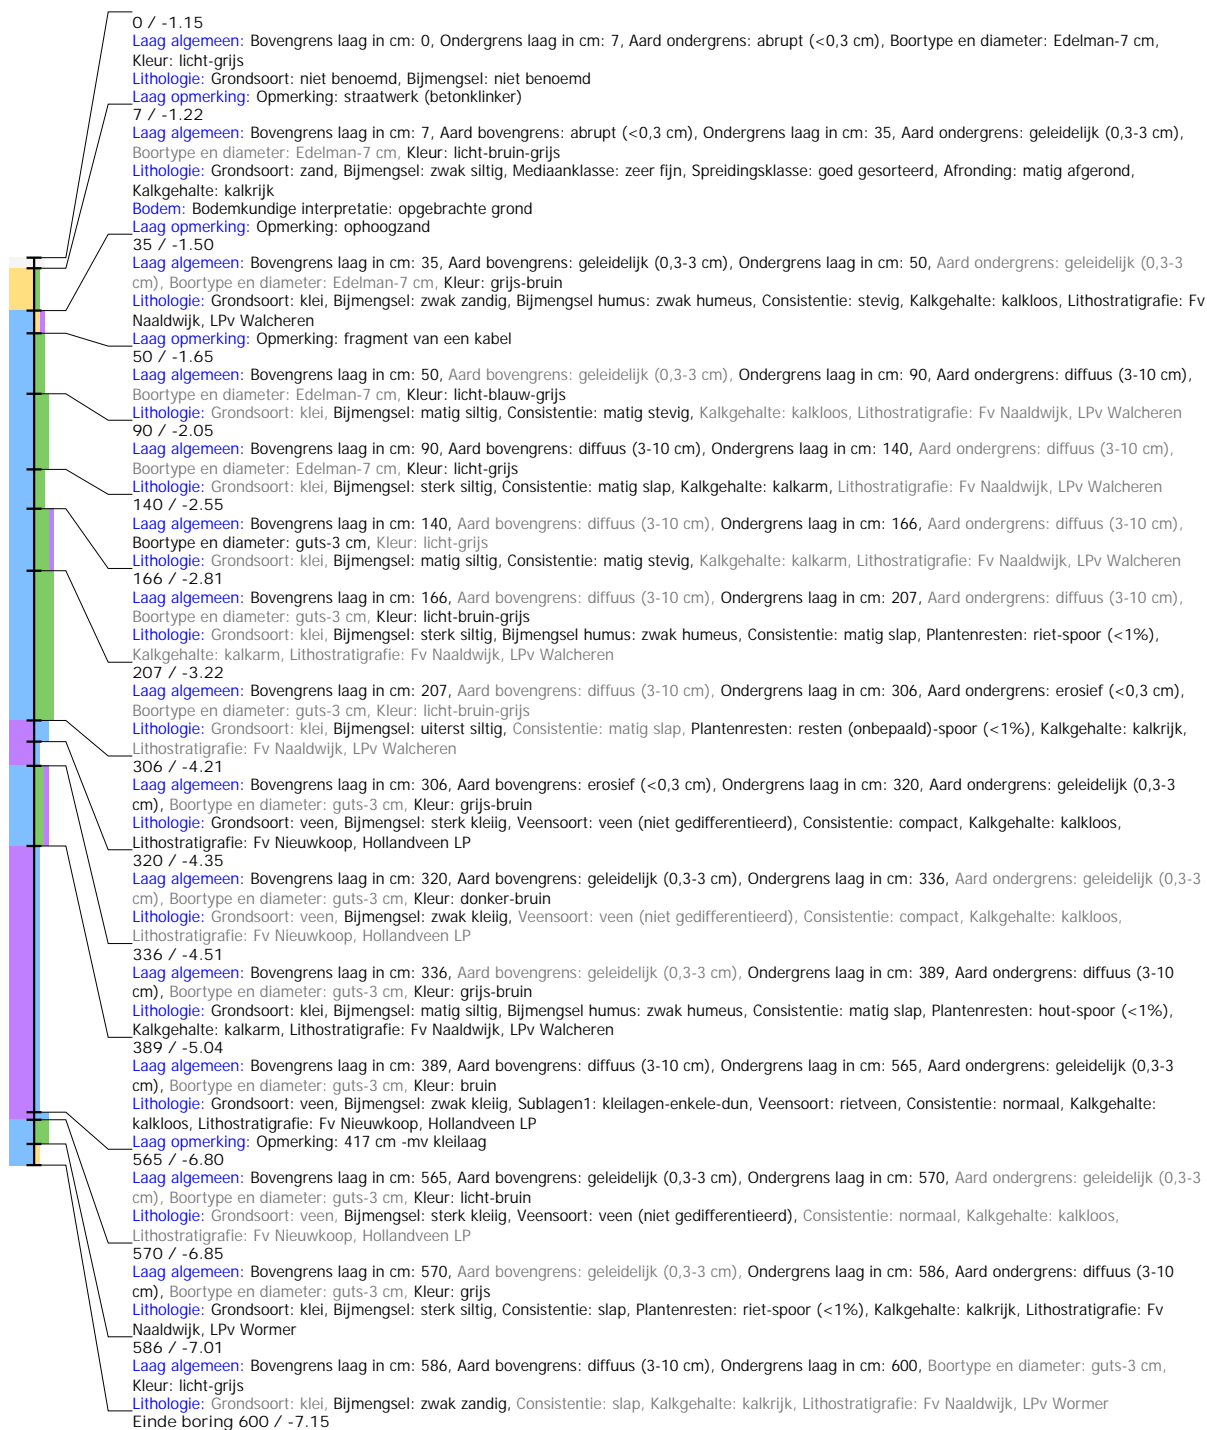 0 / -1.15
Laag algemeen: Bovengrens laag in cm: 0, Ondergrens laag in cm: 7, Aard ondergrens: abrupt (<0,3 cm), Boortype en diameter: Edelman-7 cm,
Kleur: licht-grijs
Lithologie: Grondsoort: niet benoemd, Bijmengsel: niet benoemd
Laag opmerking: Opmerking: straatwerk (betonklinker)
7 / -1.22
Laag algemeen: Bovengrens laag in cm: 7, Aard bovengrens: abrupt (<0,3 cm), Ondergrens laag in cm: 35, Aard ondergrens: geleidelijk (0,3-3 cm),
Boortype en diameter: Edelman-7 cm, Kleur: licht-bruin-grijs
Lithologie: Grondsoort: zand, Bijmengsel: zwak siltig, Mediaanklasse: zeer fijn, Spreidingsklasse: goed gesorteerd, Afronding: matig afgerond,
Kalkgehalte: kalkrijk
Bodem: Bodemkundige interpretatie: opgebrachte grond
Laag opmerking: Opmerking: ophoogzand
35 / -1.50
Laag algemeen: Bovengrens laag in cm: 35, Aard bovengrens: geleidelijk (0,3-3 cm), Ondergrens laag in cm: 50, Aard ondergrens: geleidelijk (0,3-3
cm), Boortype en diameter: Edelman-7 cm, Kleur: grijs-bruin
Lithologie: Grondsoort: klei, Bijmengsel: zwak zandig, Bijmengsel humus: zwak humeus, Consistentie: stevig, Kalkgehalte: kalkloos, Lithostratigrafie: Fv
Naaldwijk, LPv Walcheren
Laag opmerking: Opmerking: fragment van een kabel
50 / -1.65
Laag algemeen: Bovengrens laag in cm: 50, Aard bovengrens: geleidelijk (0,3-3 cm), Ondergrens laag in cm: 90, Aard ondergrens: diffuus (3-10 cm),
Boortype en diameter: Edelman-7 cm, Kleur: licht-blauw-grijs
Lithologie: Grondsoort: klei, Bijmengsel: matig siltig, Consistentie: matig stevig, Kalkgehalte: kalkloos, Lithostratigrafie: Fv Naaldwijk, LPv Walcheren
90 / -2.05
Laag algemeen: Bovengrens laag in cm: 90, Aard bovengrens: diffuus (3-10 cm), Ondergrens laag in cm: 140, Aard ondergrens: diffuus (3-10 cm),
Boortype en diameter: Edelman-7 cm, Kleur: licht-grijs
Lithologie: Grondsoort: klei, Bijmengsel: sterk siltig, Consistentie: matig slap, Kalkgehalte: kalkarm, Lithostratigrafie: Fv Naaldwijk, LPv Walcheren
140 / -2.55
Laag algemeen: Bovengrens laag in cm: 140, Aard bovengrens: diffuus (3-10 cm), Ondergrens laag in cm: 166, Aard ondergrens: diffuus (3-10 cm),
Boortype en diameter: guts-3 cm, Kleur: licht-grijs
Lithologie: Grondsoort: klei, Bijmengsel: matig siltig, Consistentie: matig stevig, Kalkgehalte: kalkarm, Lithostratigrafie: Fv Naaldwijk, LPv Walcheren
166 / -2.81
Laag algemeen: Bovengrens laag in cm: 166, Aard bovengrens: diffuus (3-10 cm), Ondergrens laag in cm: 207, Aard ondergrens: diffuus (3-10 cm),
Boortype en diameter: guts-3 cm, Kleur: licht-bruin-grijs
Lithologie: Grondsoort: klei, Bijmengsel: sterk siltig, Bijmengsel humus: zwak humeus, Consistentie: matig slap, Plantenresten: riet-spoor (<1%),
Kalkgehalte: kalkarm, Lithostratigrafie: Fv Naaldwijk, LPv Walcheren
207 / -3.22
Laag algemeen: Bovengrens laag in cm: 207, Aard bovengrens: diffuus (3-10 cm), Ondergrens laag in cm: 306, Aard ondergrens: erosief (<0,3 cm),
Boortype en diameter: guts-3 cm, Kleur: licht-bruin-grijs
Lithologie: Grondsoort: klei, Bijmengsel: uiterst siltig, Consistentie: matig slap, Plantenresten: resten (onbepaald)-spoor (<1%), Kalkgehalte: kalkrijk,
Lithostratigrafie: Fv Naaldwijk, LPv Walcheren
306 / -4.21
Laag algemeen: Bovengrens laag in cm: 306, Aard bovengrens: erosief (<0,3 cm), Ondergrens laag in cm: 320, Aard ondergrens: geleidelijk (0,3-3
cm), Boortype en diameter: guts-3 cm, Kleur: grijs-bruin
Lithologie: Grondsoort: veen, Bijmengsel: sterk kleiig, Veensoort: veen (niet gedifferentieerd), Consistentie: compact, Kalkgehalte: kalkloos,
Lithostratigrafie: Fv Nieuwkoop, Hollandveen LP
320 / -4.35
Laag algemeen: Bovengrens laag in cm: 320, Aard bovengrens: geleidelijk (0,3-3 cm), Ondergrens laag in cm: 336, Aard ondergrens: geleidelijk (0,3-3
cm), Boortype en diameter: guts-3 cm, Kleur: donker-bruin
Lithologie: Grondsoort: veen, Bijmengsel: zwak kleiig, Veensoort: veen (niet gedifferentieerd), Consistentie: compact, Kalkgehalte: kalkloos,
Lithostratigrafie: Fv Nieuwkoop, Hollandveen LP
336 / -4.51
Laag algemeen: Bovengrens laag in cm: 336, Aard bovengrens: geleidelijk (0,3-3 cm), Ondergrens laag in cm: 389, Aard ondergrens: diffuus (3-10
cm), Boortype en diameter: guts-3 cm, Kleur: grijs-bruin
Lithologie: Grondsoort: klei, Bijmengsel: matig siltig, Bijmengsel humus: zwak humeus, Consistentie: matig slap, Plantenresten: hout-spoor (<1%),
Kalkgehalte: kalkarm, Lithostratigrafie: Fv Naaldwijk, LPv Walcheren
389 / -5.04
Laag algemeen: Bovengrens laag in cm: 389, Aard bovengrens: diffuus (3-10 cm), Ondergrens laag in cm: 565, Aard ondergrens: geleidelijk (0,3-3
cm), Boortype en diameter: guts-3 cm, Kleur: bruin
Lithologie: Grondsoort: veen, Bijmengsel: zwak kleiig, Sublagen1: kleilagen-enkele-dun, Veensoort: rietveen, Consistentie: normaal, Kalkgehalte:
kalkloos, Lithostratigrafie: Fv Nieuwkoop, Hollandveen LP
Laag opmerking: Opmerking: 417 cm -mv kleilaag
565 / -6.80
Laag algemeen: Bovengrens laag in cm: 565, Aard bovengrens: geleidelijk (0,3-3 cm), Ondergrens laag in cm: 570, Aard ondergrens: geleidelijk (0,3-3
cm), Boortype en diameter: guts-3 cm, Kleur: licht-bruin
Lithologie: Grondsoort: veen, Bijmengsel: sterk kleiig, Veensoort: veen (niet gedifferentieerd), Consistentie: normaal, Kalkgehalte: kalkloos,
Lithostratigrafie: Fv Nieuwkoop, Hollandveen LP
570 / -6.85
Laag algemeen: Bovengrens laag in cm: 570, Aard bovengrens: geleidelijk (0,3-3 cm), Ondergrens laag in cm: 586, Aard ondergrens: diffuus (3-10
cm), Boortype en diameter: guts-3 cm, Kleur: grijs
Lithologie: Grondsoort: klei, Bijmengsel: sterk siltig, Consistentie: slap, Plantenresten: riet-spoor (<1%), Kalkgehalte: kalkrijk, Lithostratigrafie: Fv
Naaldwijk, LPv Wormer
586 / -7.01
Laag algemeen: Bovengrens laag in cm: 586, Aard bovengrens: diffuus (3-10 cm), Ondergrens laag in cm: 600, Boortype en diameter: guts-3 cm,
Kleur: licht-grijs
Lithologie: Grondsoort: klei, Bijmengsel: zwak zandig, Consistentie: slap, Kalkgehalte: kalkrijk, Lithostratigrafie: Fv Naaldwijk, LPv Wormer
Einde boring 600 / -7.15